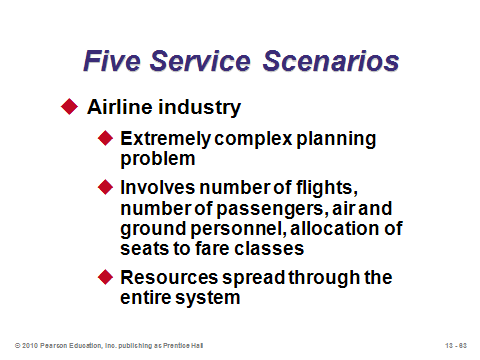 Five Service Scenarios
Airline industry
Extremely complex planning
problem
Involves number of flights,
number of passengers, air and
ground personnel, allocation of
seats to fare classes
Resources spread through the
entire system
© 2010 Pearson Education, Inc. publishing as Prentice Hall
13 - 63